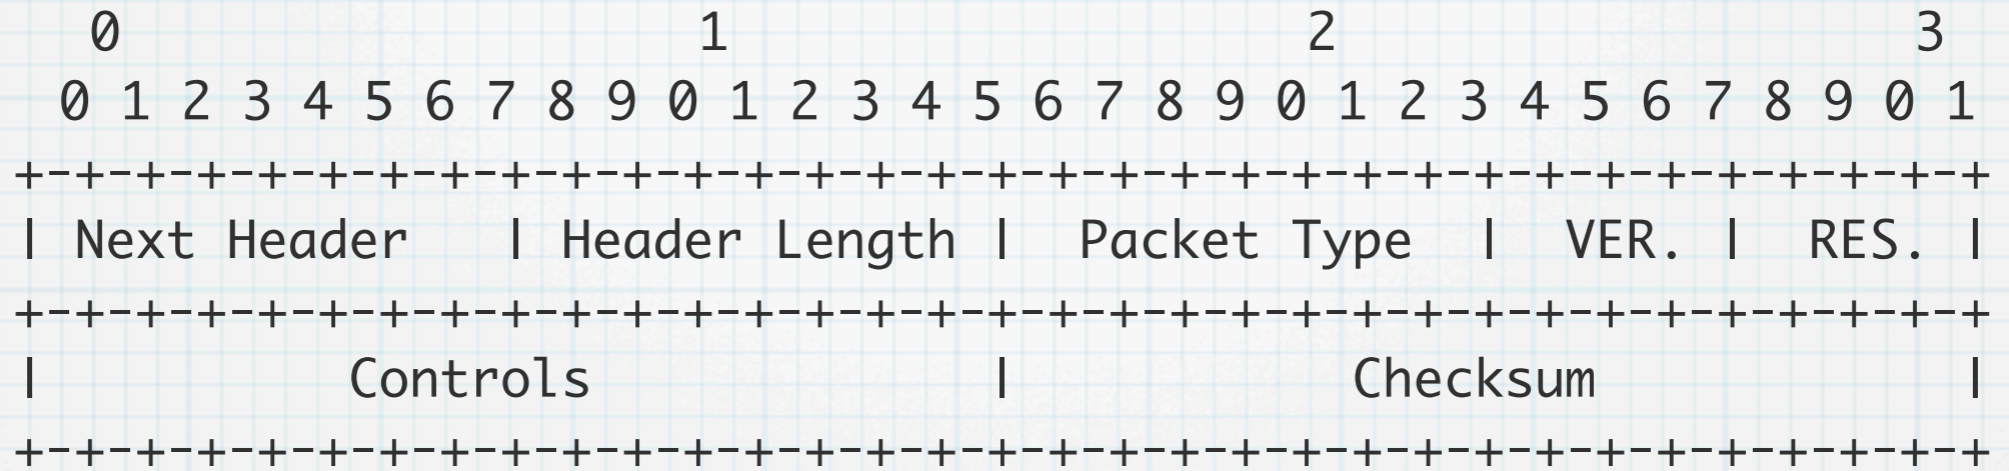 0 1 2 3
0 1 2 3 4 5 6 7 8 9 0 1 2 3 4 5 6 7 8 9 0 1 2 3 4 5 6 7 8 9 0 1
+-+-+-+-+-+-+-+-+-+-+-+-+-+-+-+-+-+-+-+-+-+-+-+-+-+-+-+-+-+-+-+-+
| Next Header | Header Length | Packet Type | VER. | RES. |
+-+-+-+-+-+-+-+-+-+-+-+-+-+-+-+-+-+-+-+-+-+-+-+-+-+-+-+-+-+-+-+-+
| Controls | Checksum |
+-+-+-+-+-+-+-+-+-+-+-+-+-+-+-+-+-+-+-+-+-+-+-+-+-+-+-+-+-+-+-+-+